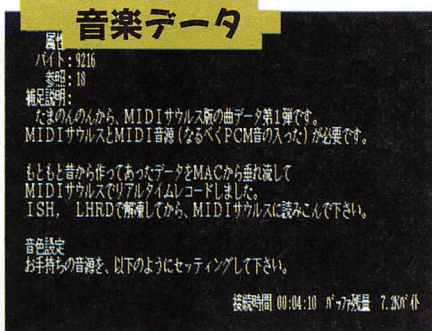 音楽データ
属性
バイト：9216
参照：18
補足説明：
たまのんのんから、MIDIサウルス版の曲データ第1弾です。
MIDIサウルスとMIDI音源（なるべくPCM音の入った）が必要です。
もともと昔から作ってあったデータをMACから垂れ流して
MIDIサウルスでリアルタイムレコードしました。
ISH, LHRDで解凍してから、MIDIサウルスに読みこんで下さい。
音色設定
お手持ちの音源を、以下のようにセッティングして下さい。
接続時間 00:04:10 バッファ残量 7.2Kバイト